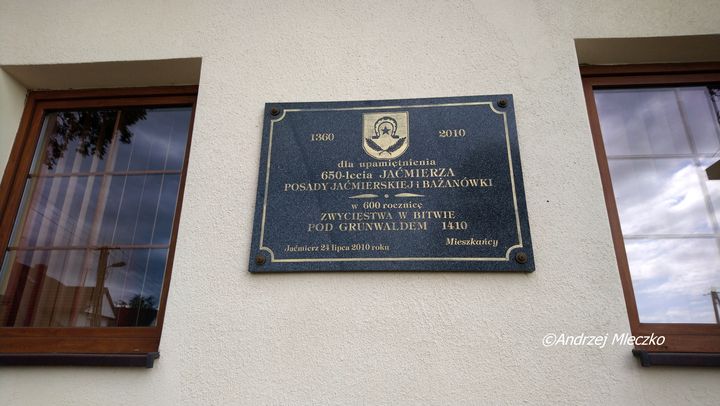 1360 2010
dla upamiętnienia
650-lecia JAĆMIERZA
POSADY JAĆMIERSKIEJ i BAŻANÓWKI
w 600 rocznicę
ZWYCIĘSTWA W BITWIE
POD GRUNWALDEM 1410
Jaćmierz 24 lipca 2010 roku Mieszkańcy
©Andrzej Mleczko